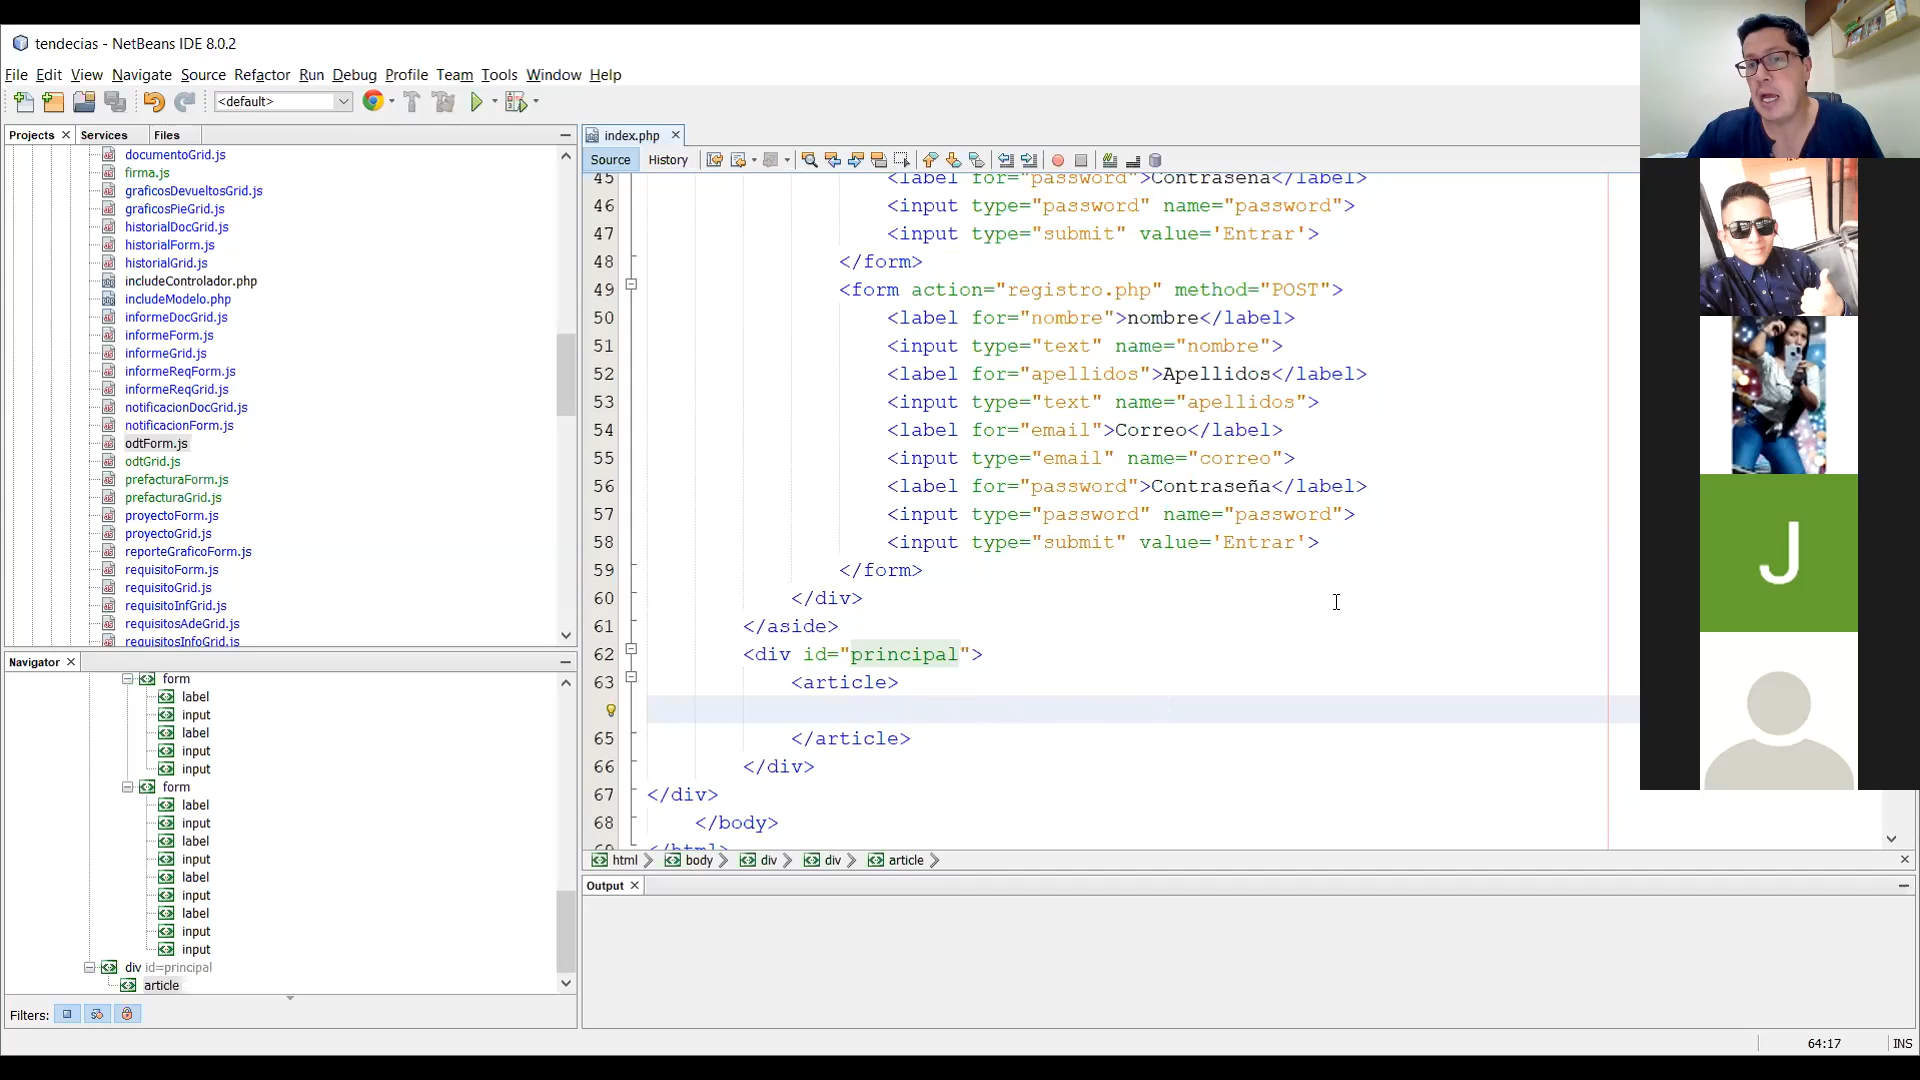 tendecias - NetBeans IDE 8.0.2
File Edit View Navigate Source Refactor Run Debug Profile Team Tools Window Help
<default>
Projects Services Files
documentoGrid.js
firma.js
graficosDevueltosGrid.js
graficosPieGrid.js
historialDocGrid.js
historialForm.js
historialGrid.js
includeControlador.php
includeModelo.php
informeDocGrid.js
informeForm.js
informeGrid.js
informeReqForm.js
informeReqGrid.js
notificacionDocGrid.js
notificacionForm.js
odtForm.js
odtGrid.js
prefacturaForm.js
prefacturaGrid.js
proyectoForm.js
proyectoGrid.js
reporteGraficoForm.js
requisitoForm.js
requisitoGrid.js
requisitoInfGrid.js
requisitosAdeGrid.js
requisitosInfoGrid.js
Navigator
form
label
input
label
input
input
form
label
input
label
input
label
input
label
input
input
div id=principal
article
Filters:
index.php
Source History
45 <label for="password">Contraseña</label>
46 <input type="password" name="password">
47 <input type="submit" value='Entrar'>
48 </form>
49 <form action="registro.php" method="POST">
50 <label for="nombre">nombre</label>
51 <input type="text" name="nombre">
52 <label for="apellidos">Apellidos</label>
53 <input type="text" name="apellidos">
54 <label for="email">Correo</label>
55 <input type="email" name="correo">
56 <label for="password">Contraseña</label>
57 <input type="password" name="password">
58 <input type="submit" value='Entrar'>
59 </form>
60 </div>
61 </aside>
62 <div id="principal">
63 <article>
65 </article>
66 </div>
67 </div>
68 </body>
69 </html>
html body div div article
Output
64:17 INS
J